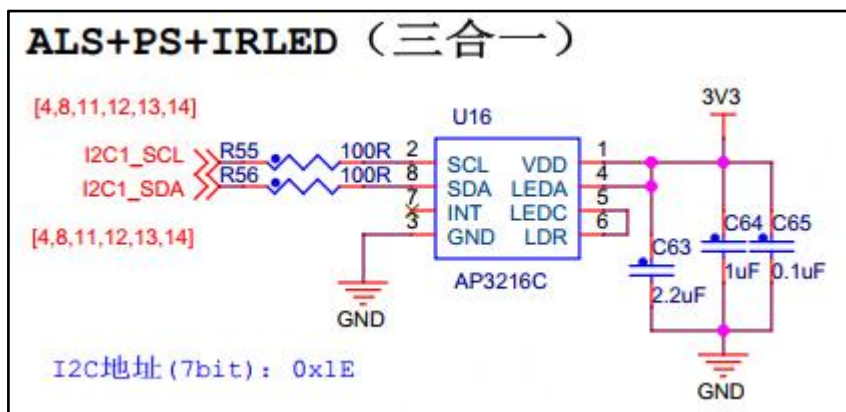 ALS+PS+IRLED（三合一）
[4,8,11,12,13,14]
3V3
U16
I2C1_SCL R55 100R 2 SCL VDD 1
I2C1_SDA R56 100R 8 SDA LEDA 4
7 INT LEDC 5
3 GND LDR 6
[4,8,11,12,13,14]
C63 C64 C65
2.2uF 1uF 0.1uF
AP3216C
GND
I2C地址(7bit): 0x1E
GND